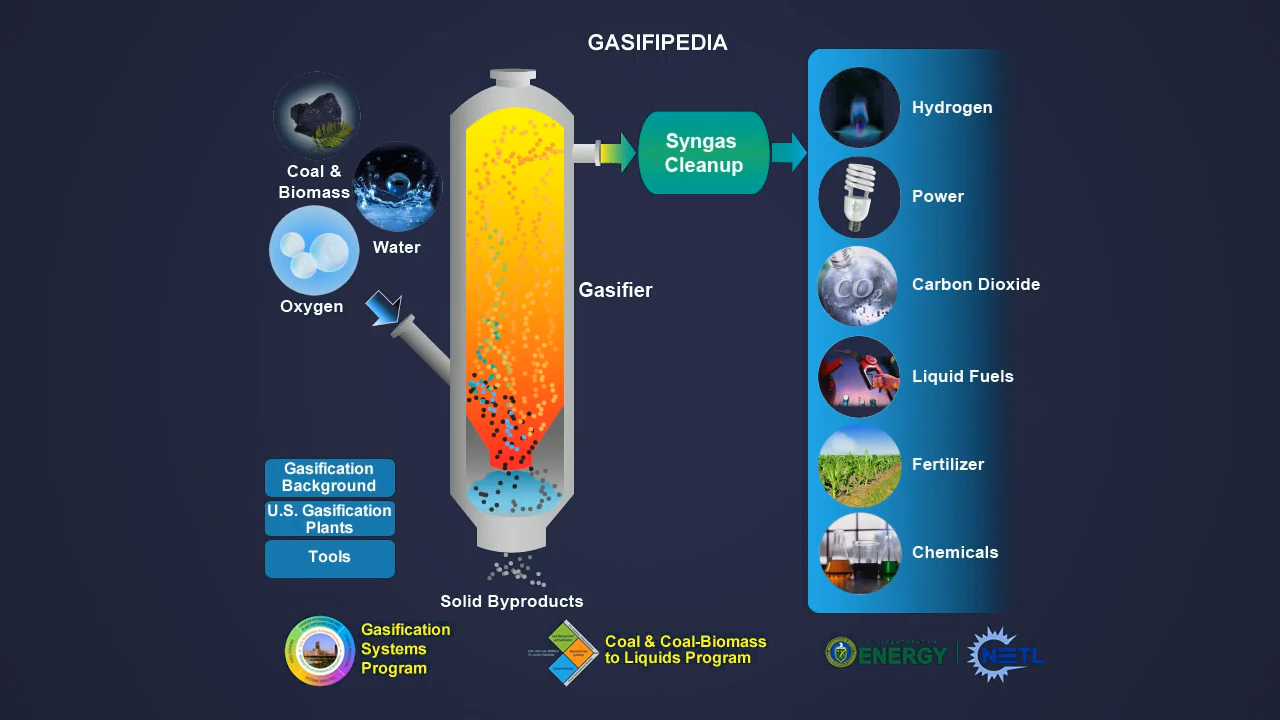 GASIFIPEDIA
Coal &
Biomass
Water
Oxygen
Gasifier
Syngas
Cleanup
Hydrogen
Power
Carbon Dioxide
CO2
Liquid Fuels
Fertilizer
Chemicals
Gasification
Background
U.S. Gasification
Plants
Tools
Solid Byproducts
Gasification
Systems
Program
Coal & Coal-Biomass
to Liquids Program
ENERGY
NETL